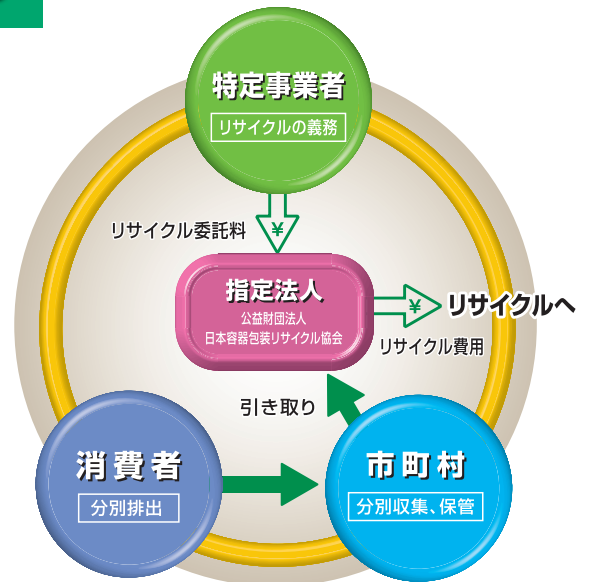 特定事業者
リサイクルの義務
リサイクル委託料
¥
指定法人
公益財団法人
日本容器包装リサイクル協会
¥
リサイクルへ
リサイクル費用
引き取り
消費者
分別排出
市町村
分別収集、保管